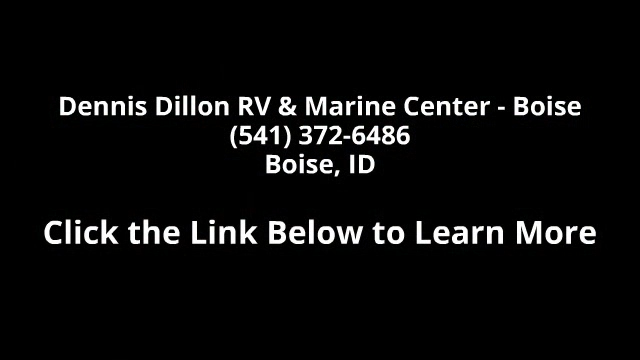 Dennis Dillon RV & Marine Center - Boise
(541) 372-6486
Boise, ID
Click the Link Below to Learn More